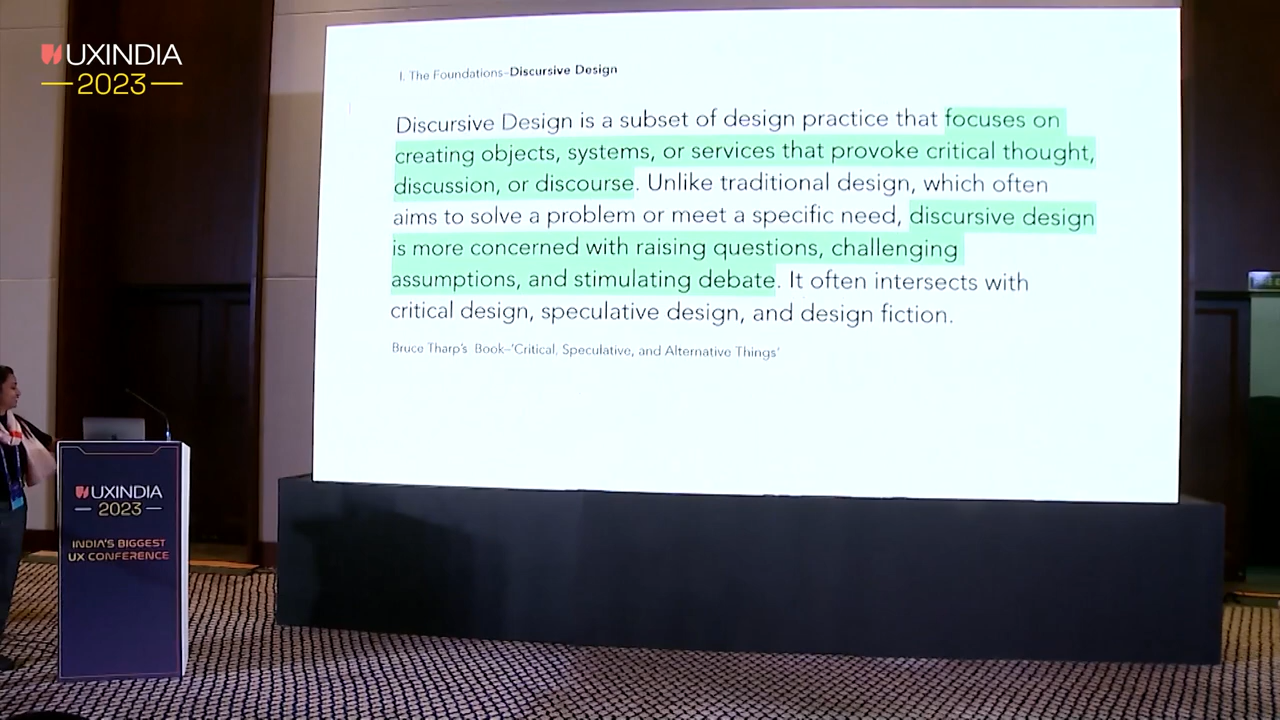 UXINDIA
2023
I. The Foundations–Discursive Design
Discursive Design is a subset of design practice that focuses on
creating objects, systems, or services that provoke critical thought,
discussion, or discourse. Unlike traditional design, which often
aims to solve a problem or meet a specific need, discursive design
is more concerned with raising questions, challenging
assumptions, and stimulating debate. It often intersects with
critical design, speculative design, and design fiction.
Bruce Tharp's Book–'Critical, Speculative, and Alternative Things'
UXINDIA
2023
INDIA'S BIGGEST
UX CONFERENCE